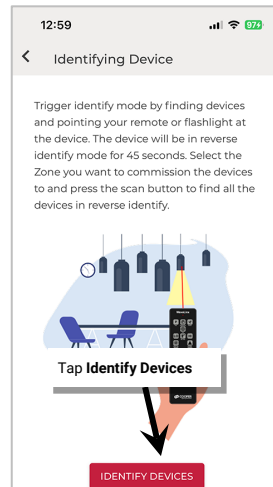 12:59
97
Identifying Device
Trigger identify mode by finding devices
and pointing your remote or flashlight at
the device. The device will be in reverse
identify mode for 45 seconds. Select the
Zone you want to commission the devices
to and press the scan button to find all the
devices in reverse identify.
Tap Identify Devices
IDENTIFY DEVICES